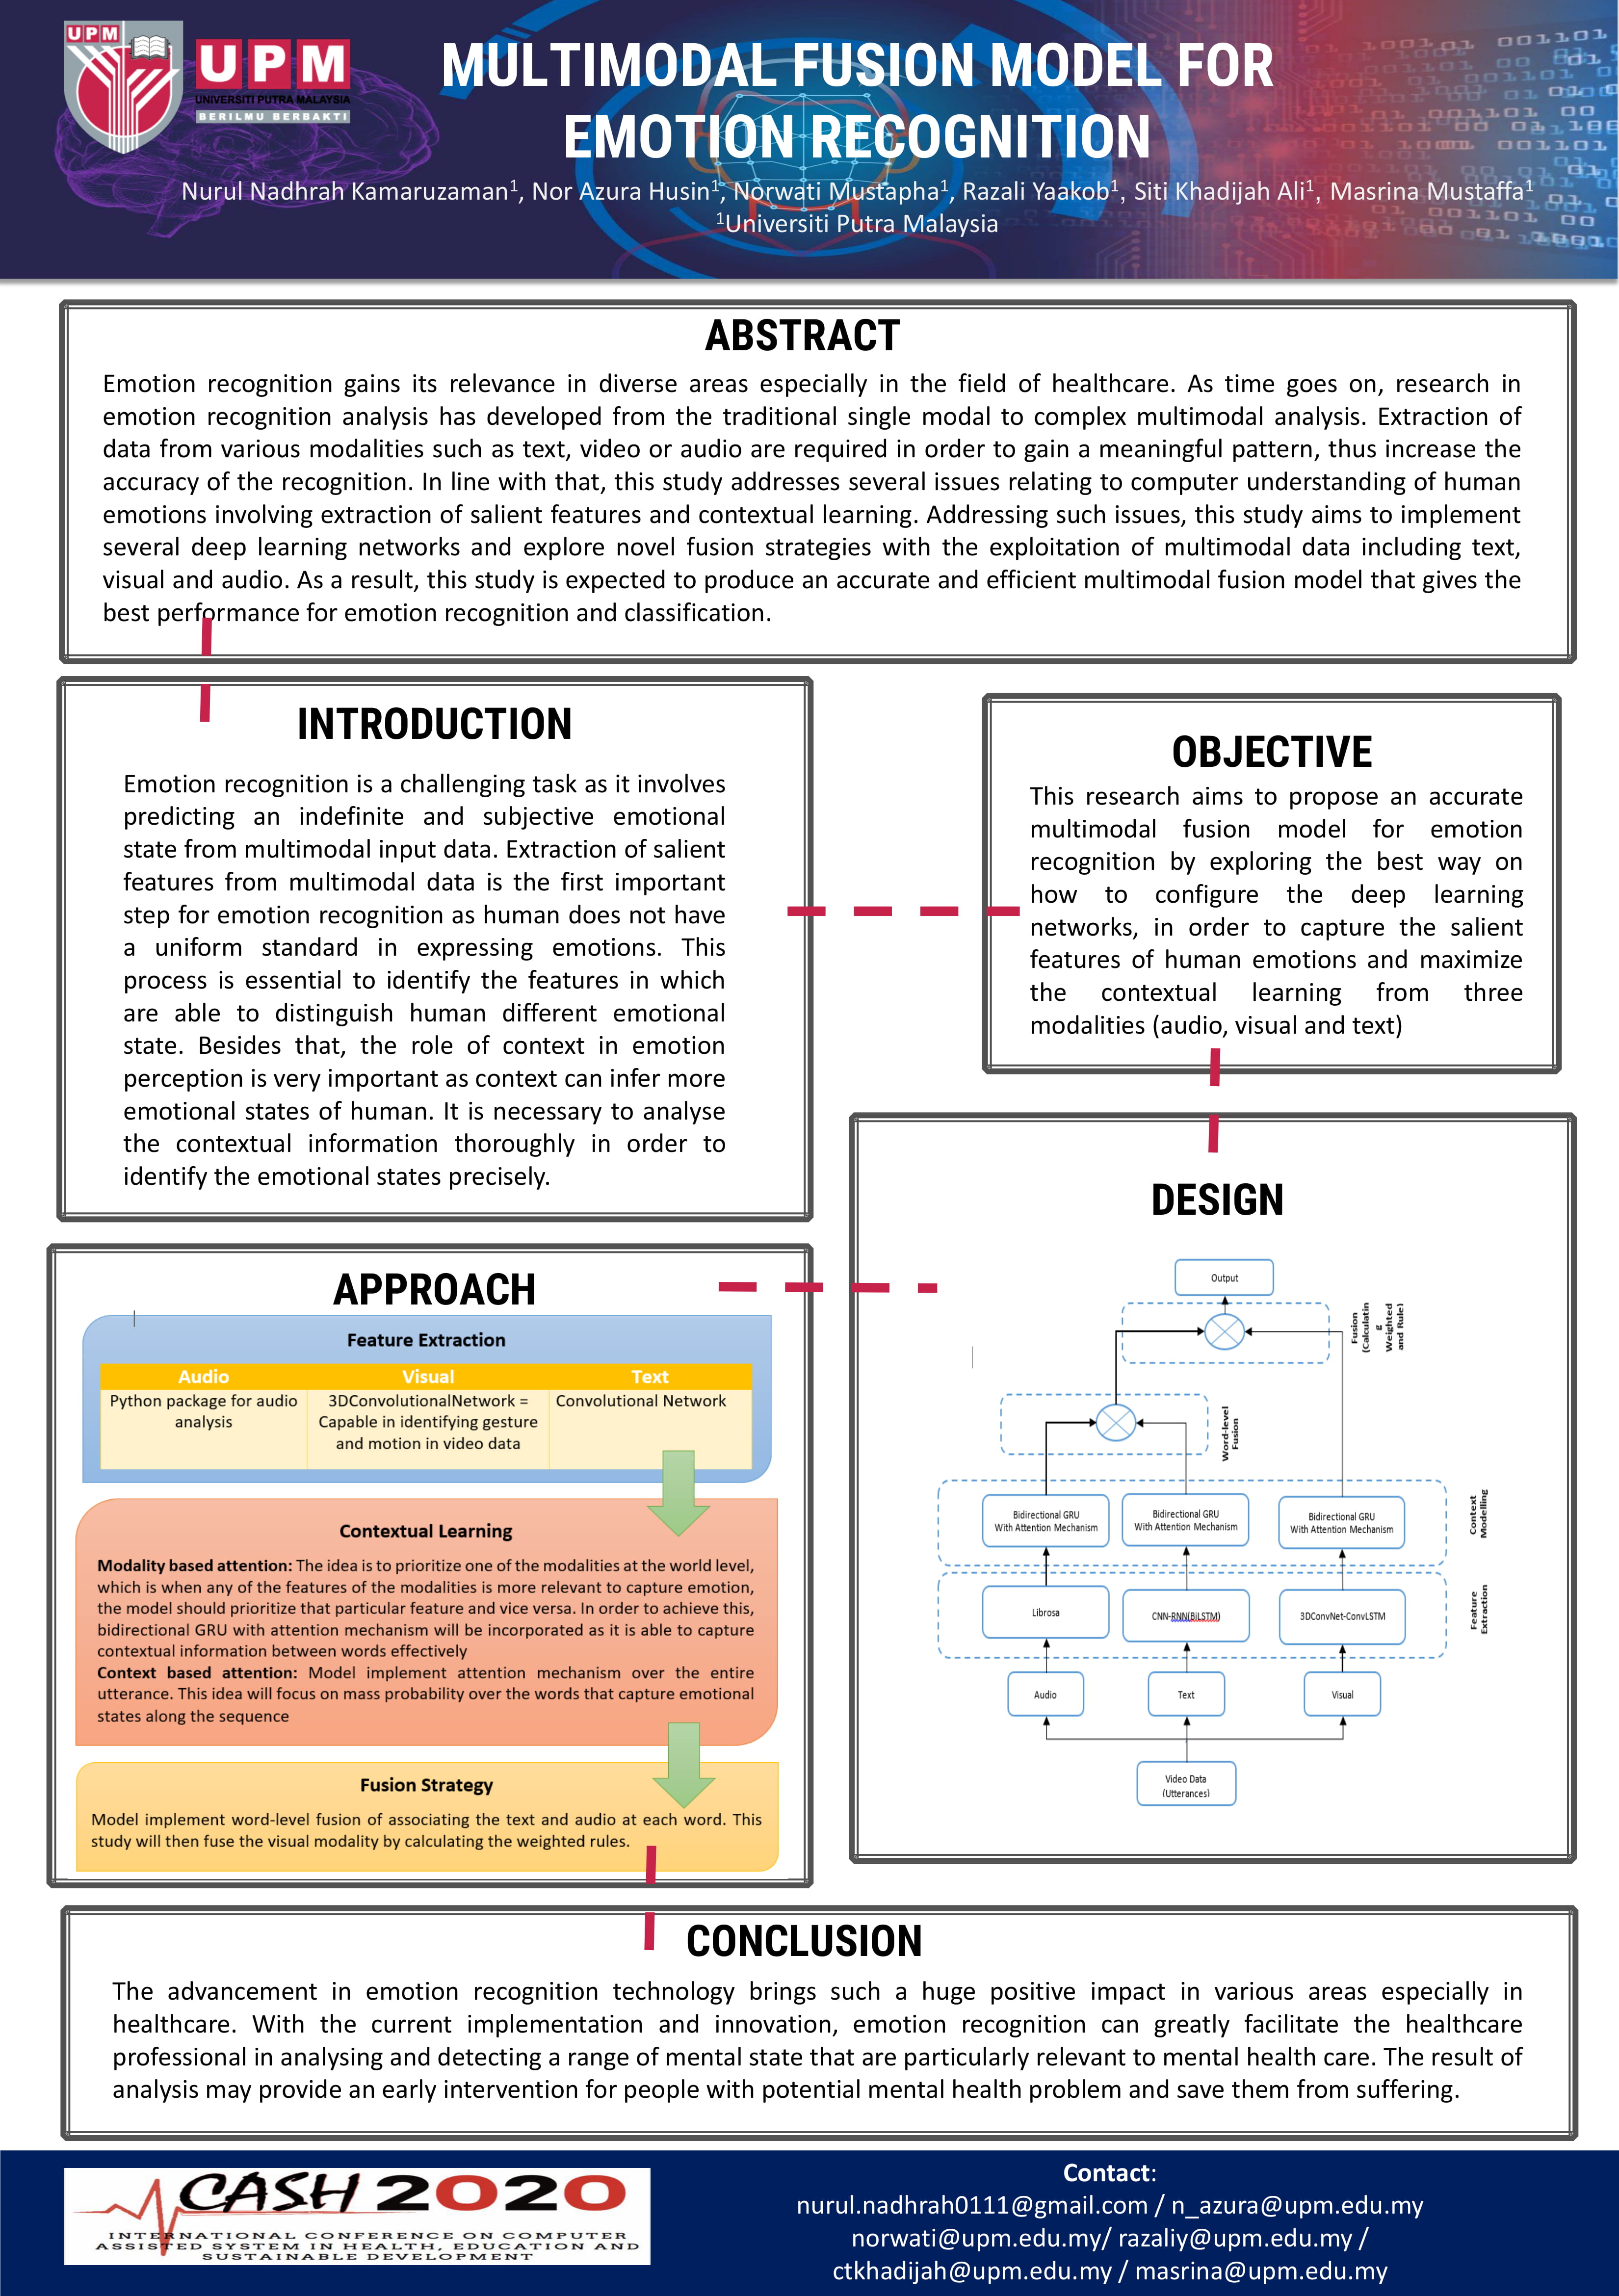 UPM
UPM
UNIVERSITI PUTRA MALAYSIA
BERILMU BERBAKTI
MULTIMODAL FUSION MODEL FOR
EMOTION RECOGNITION
Nurul Nadhrah Kamaruzaman1, Nor Azura Husin1, Norwati Mustapha1, Razali Yaakob1, Siti Khadijah Ali1, Masrina Mustaffa1
1Universiti Putra Malaysia
ABSTRACT
Emotion recognition gains its relevance in diverse areas especially in the field of healthcare. As time goes on, research in
emotion recognition analysis has developed from the traditional single modal to complex multimodal analysis. Extraction of
data from various modalities such as text, video or audio are required in order to gain a meaningful pattern, thus increase the
accuracy of the recognition. In line with that, this study addresses several issues relating to computer understanding of human
emotions involving extraction of salient features and contextual learning. Addressing such issues, this study aims to implement
several deep learning networks and explore novel fusion strategies with the exploitation of multimodal data including text,
visual and audio. As a result, this study is expected to produce an accurate and efficient multimodal fusion model that gives the
best performance for emotion recognition and classification.
INTRODUCTION
Emotion recognition is a challenging task as it involves
predicting an indefinite and subjective emotional
state from multimodal input data. Extraction of salient
features from multimodal data is the first important
step for emotion recognition as human does not have
a uniform standard in expressing emotions. This
process is essential to identify the features in which
are able to distinguish human different emotional
state. Besides that, the role of context in emotion
perception is very important as context can infer more
emotional states of human. It is necessary to analyse
the contextual information thoroughly in order to
identify the emotional states precisely.
OBJECTIVE
This research aims to propose an accurate
multimodal fusion model for emotion
recognition by exploring the best way on
how to configure the deep learning
networks, in order to capture the salient
features of human emotions and maximize
the contextual learning from three
modalities (audio, visual and text)
APPROACH
Feature Extraction
Audio Visual Text
Python package for audio 3DConvolutionalNetwork = Convolutional Network
analysis Capable in identifying gesture
and motion in video data
Contextual Learning
Modality based attention: The idea is to prioritize one of the modalities at the world level,
which is when any of the features of the modalities is more relevant to capture emotion,
the model should prioritize that particular feature and vice versa. In order to achieve this,
bidirectional GRU with attention mechanism will be incorporated as it is able to capture
contextual information between words effectively
Context based attention: Model implement attention mechanism over the entire
utterance. This idea will focus on mass probability over the words that capture emotional
states along the sequence
Fusion Strategy
Model implement word-level fusion of associating the text and audio at each word. This
study will then fuse the visual modality by calculating the weighted rules.
DESIGN
Output
Fusion
(Calculatin
g
Weighted
and Rule)
Word-level
Fusion
Bidirectional GRU
With Attention Mechanism
Bidirectional GRU
With Attention Mechanism
Bidirectional GRU
With Attention Mechanism
Context
Modelling
Librosa
CNN-RNN(BiLSTM)
3DConvNet-ConvLSTM
Feature
Extraction
Audio
Text
Visual
Video Data
(Utterances)
CONCLUSION
The advancement in emotion recognition technology brings such a huge positive impact in various areas especially in
healthcare. With the current implementation and innovation, emotion recognition can greatly facilitate the healthcare
professional in analysing and detecting a range of mental state that are particularly relevant to mental health care. The result of
analysis may provide an early intervention for people with potential mental health problem and save them from suffering.
CASH 2020
INTERNATIONAL CONFERENCE ON COMPUTER
ASSISTED SYSTEM IN HEALTH, EDUCATION AND
SUSTAINABLE DEVELOPMENT
Contact:
nurul.nadhrah0111@gmail.com / n_azura@upm.edu.my
norwati@upm.edu.my/ razaliy@upm.edu.my /
ctkhadijah@upm.edu.my / masrina@upm.edu.my